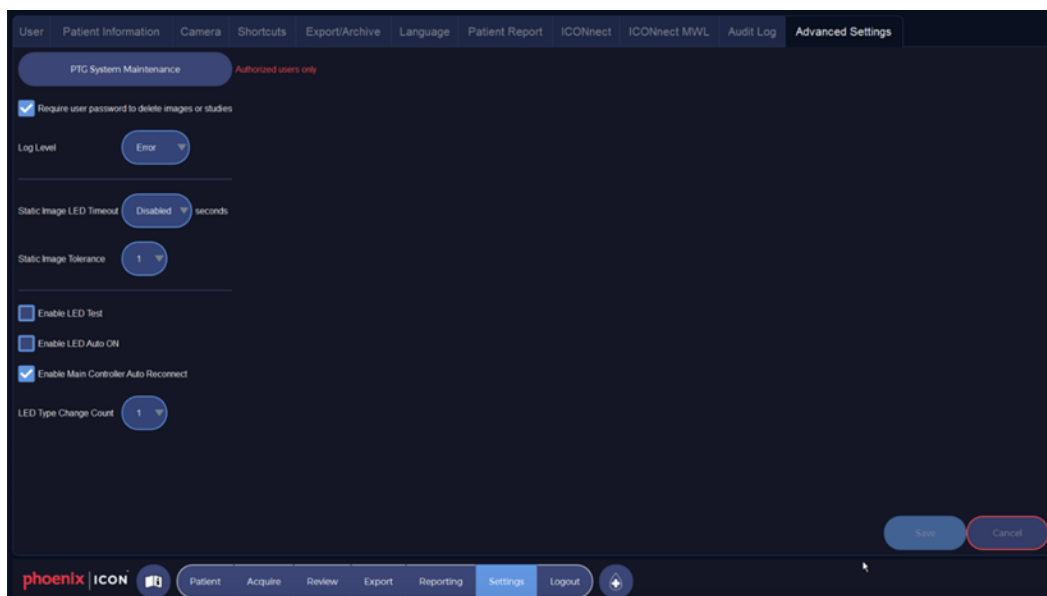 User Patient Information Camera Shortcuts Export/Archive Language Patient Report ICONnect ICONnect MWL Audit Log Advanced Settings
PTG System Maintenance Authorized users only
Require user password to delete images or studies
Log Level Error
Static Image LED Timeout Disabled seconds
Static Image Tolerance 1
Enable LED Test
Enable LED Auto ON
Enable Main Controller Auto Reconnect
LED Type Change Count 1
Save Cancel
phoenix | ICON Patient Acquire Review Export Reporting Settings Logout